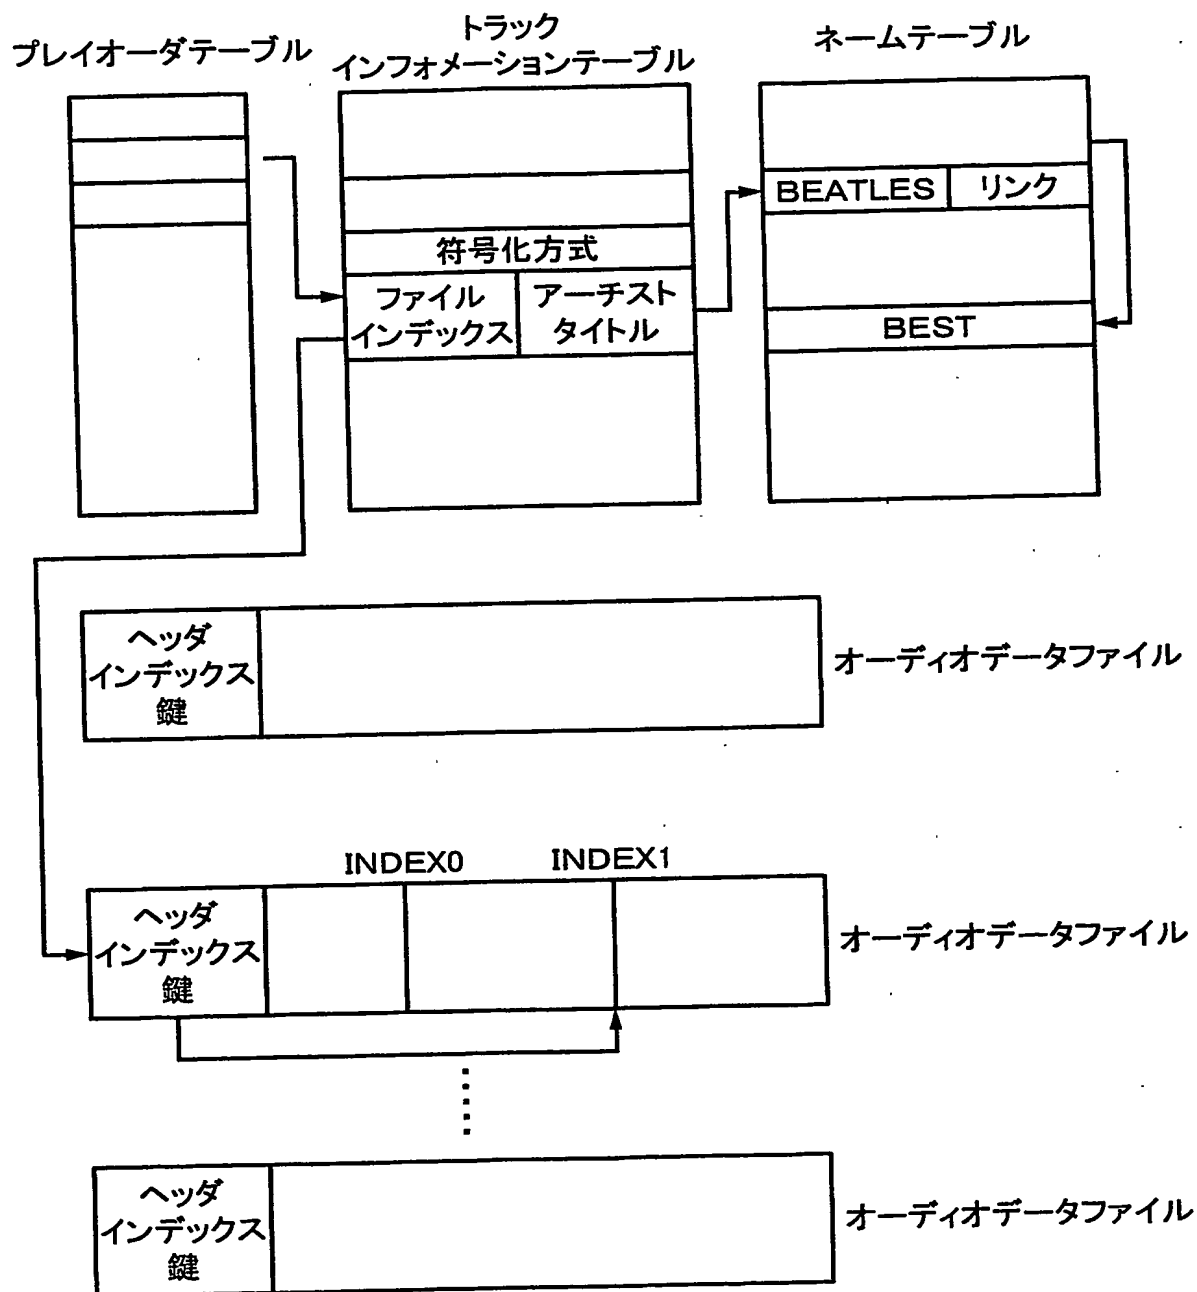 プレイオーダテーブル
トラック
インフォメーションテーブル
ネームテーブル
符号化方式
ファイル
インデックス
アーチスト
タイトル
BEATLES
リンク
BEST
ヘッダ
インデックス
鍵
オーディオデータファイル
INDEX0
INDEX1
ヘッダ
インデックス
鍵
オーディオデータファイル
ヘッダ
インデックス
鍵
オーディオデータファイル